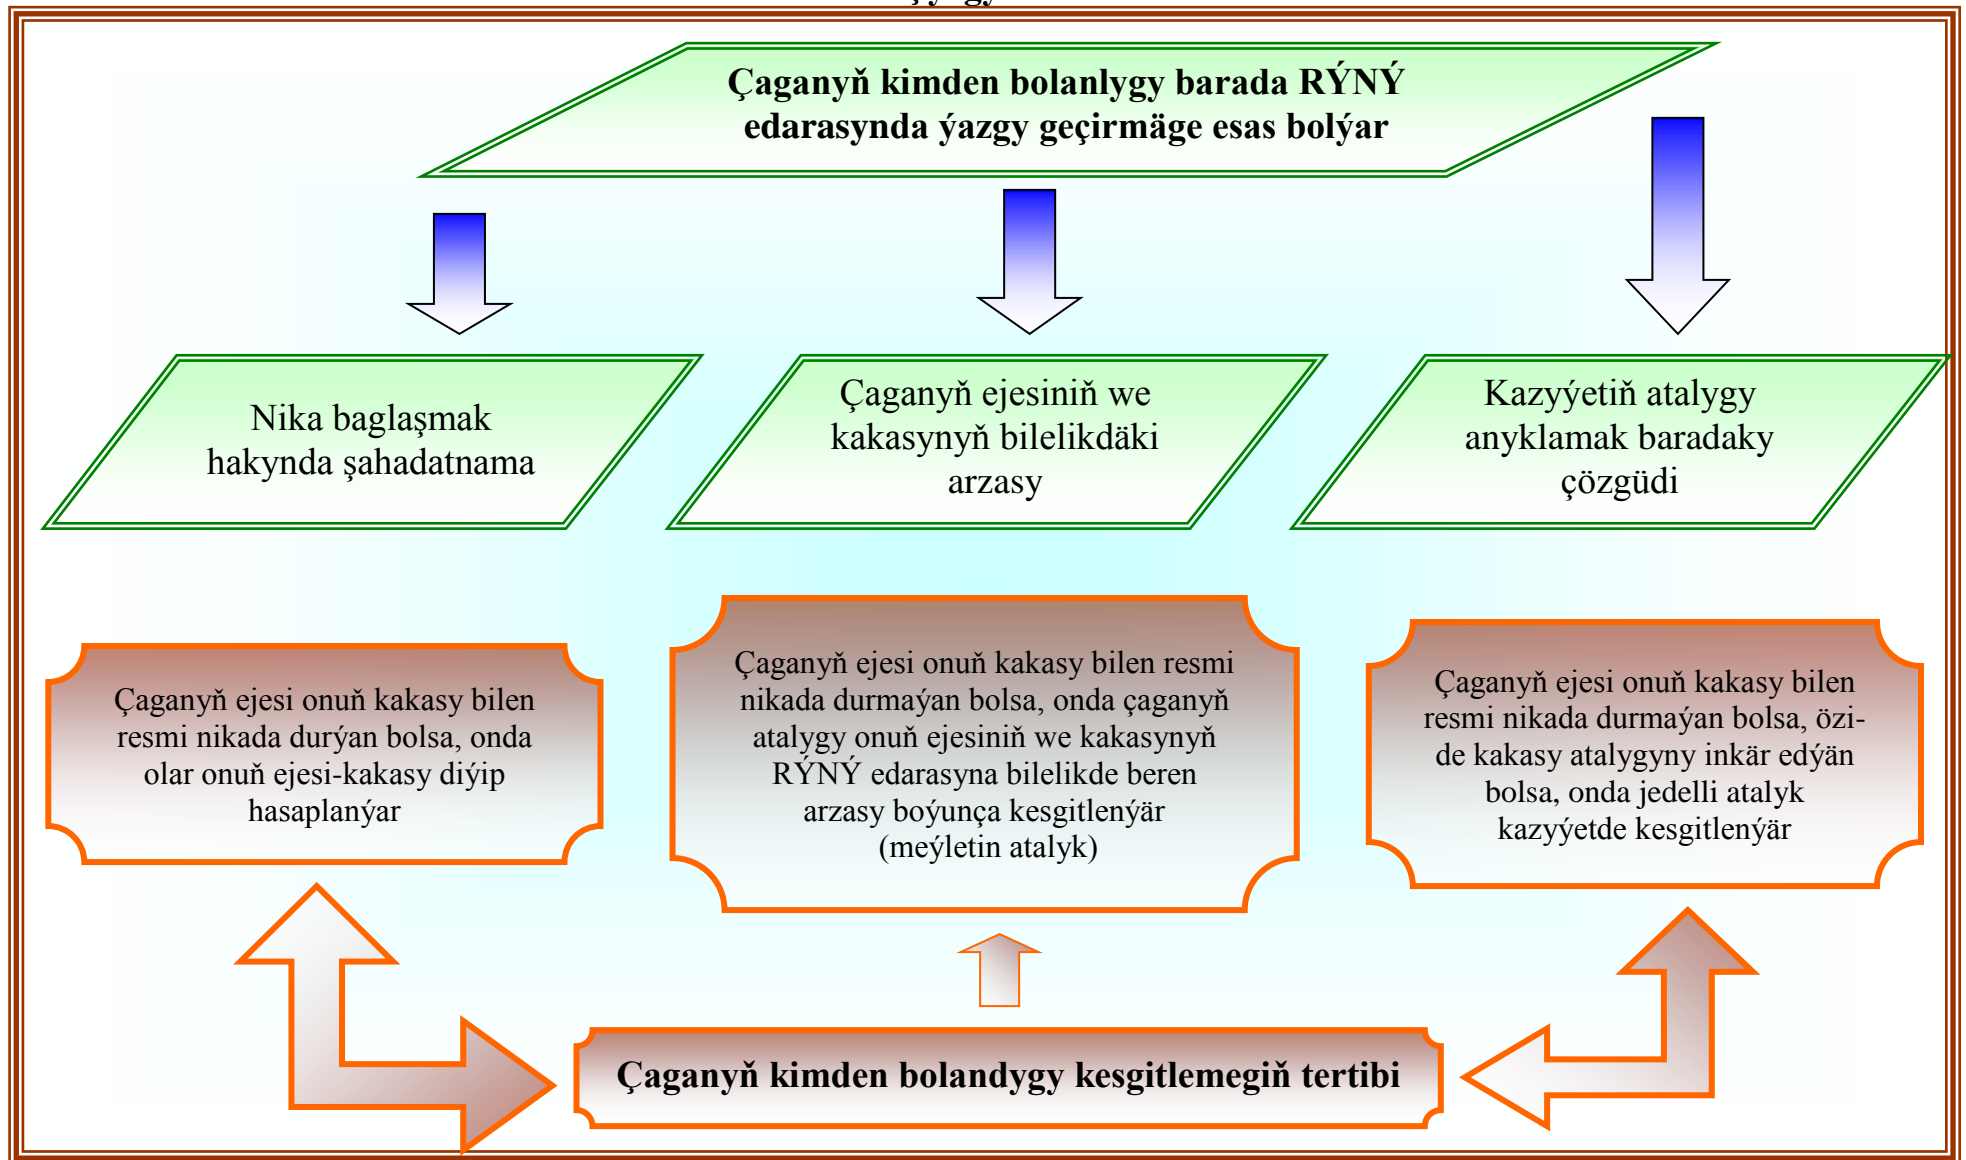 Çaganyň kimden bolanlygy barada RÝNÝ
edarasynda ýazgy geçirmäge esas bolýar
Nika baglaşmak
hakynda şahadatnama
Çaganyň ejesiniň we
kakasynyň bilelikdäki
arzasy
Kazyýetiň atalygy
anyklamak baradaky
çözgüdi
Çaganyň ejesi onuň kakasy bilen
resmi nikada durýan bolsa, onda
olar onuň ejesi-kakasy diýip
hasaplanýar
Çaganyň ejesi onuň kakasy bilen resmi
nikada durmaýan bolsa, onda çaganyň
atalygy onuň ejesiniň we kakasynyň
RÝNÝ edarasyna bilelikde beren
arzasy boýunça kesgitlenýär
(meýletin atalyk)
Çaganyň ejesi onuň kakasy bilen
resmi nikada durmaýan bolsa, özi-
de kakasy atalygyny inkär edýän
bolsa, onda jedelli atalyk
kazyýetde kesgitlenýär
Çaganyň kimden bolandygy kesgitlemegiň tertibi